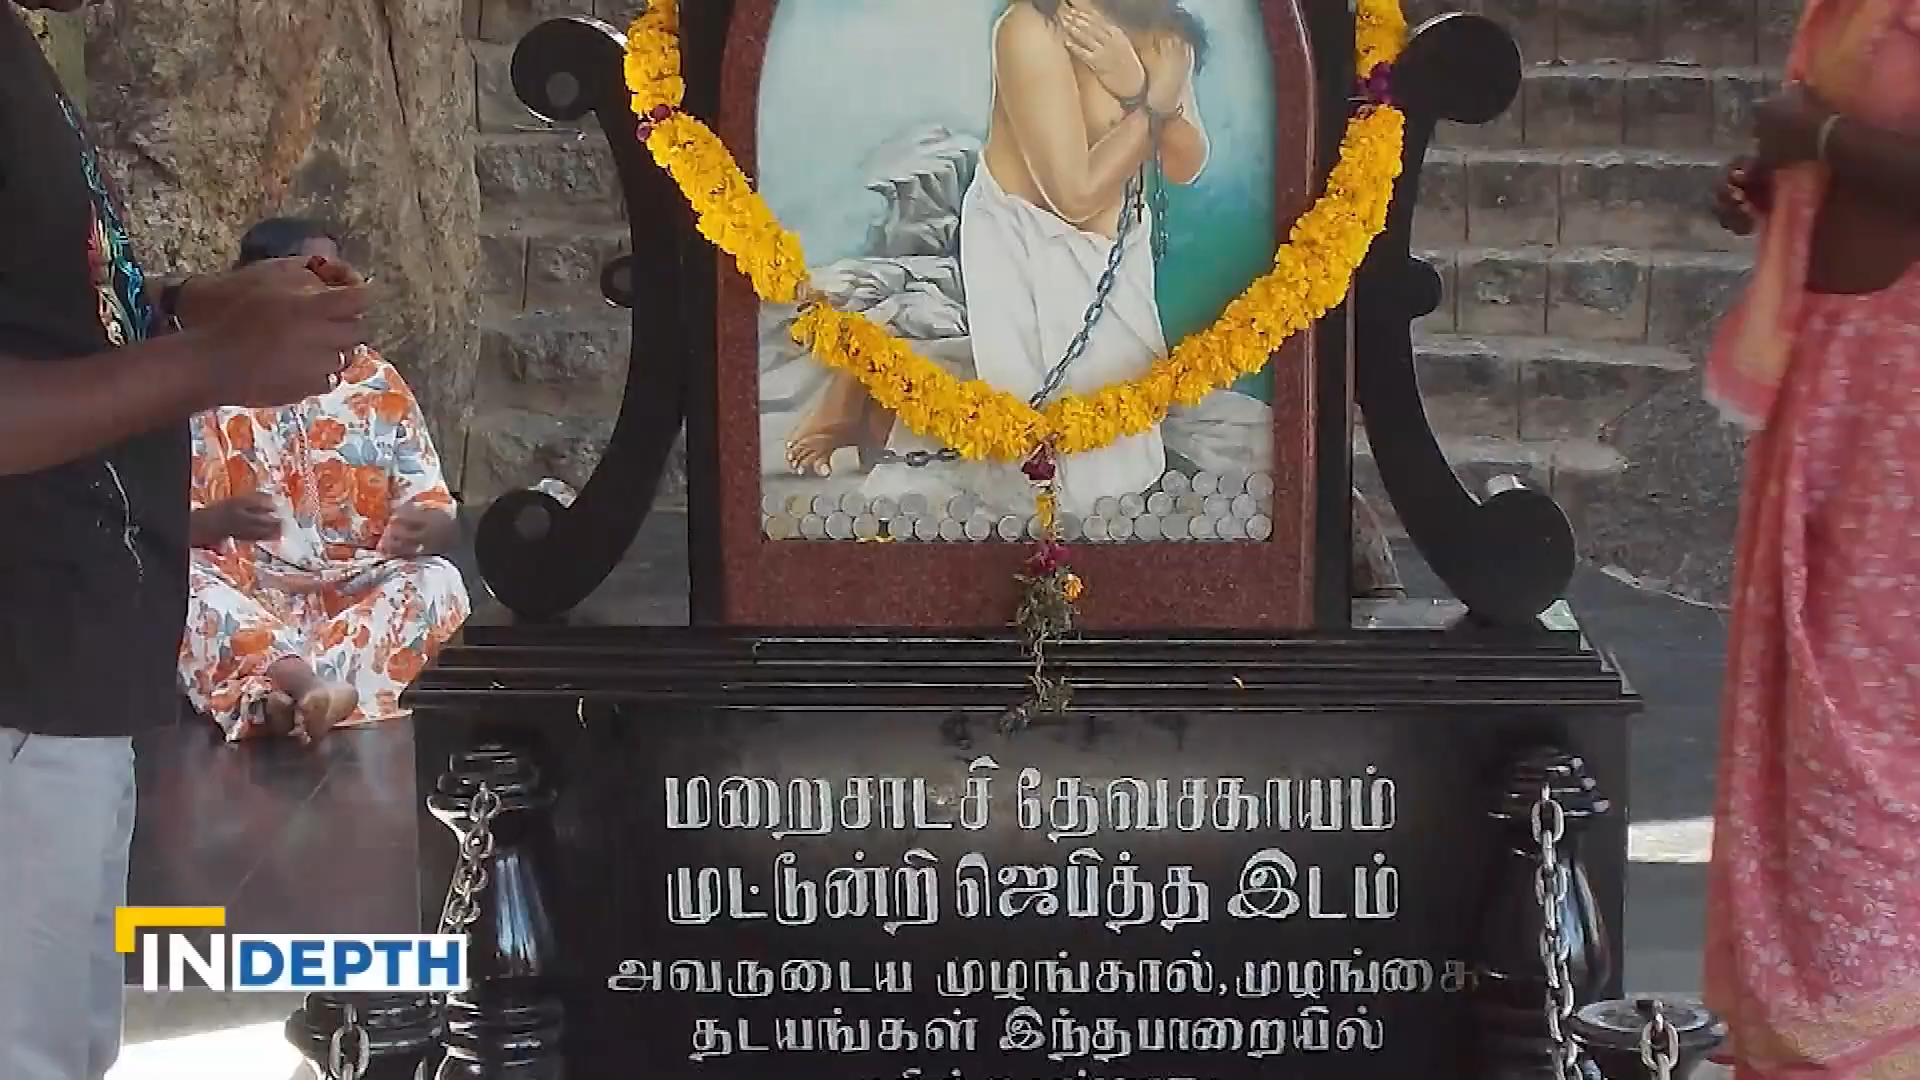 மறைசாட்சி தேவசகாயம்
முட்டூன்றி ஜெபித்த இடம்
அவருடைய முழங்கால், முழங்கை
தடயங்கள் இந்தபாறையில்
INDEPTH